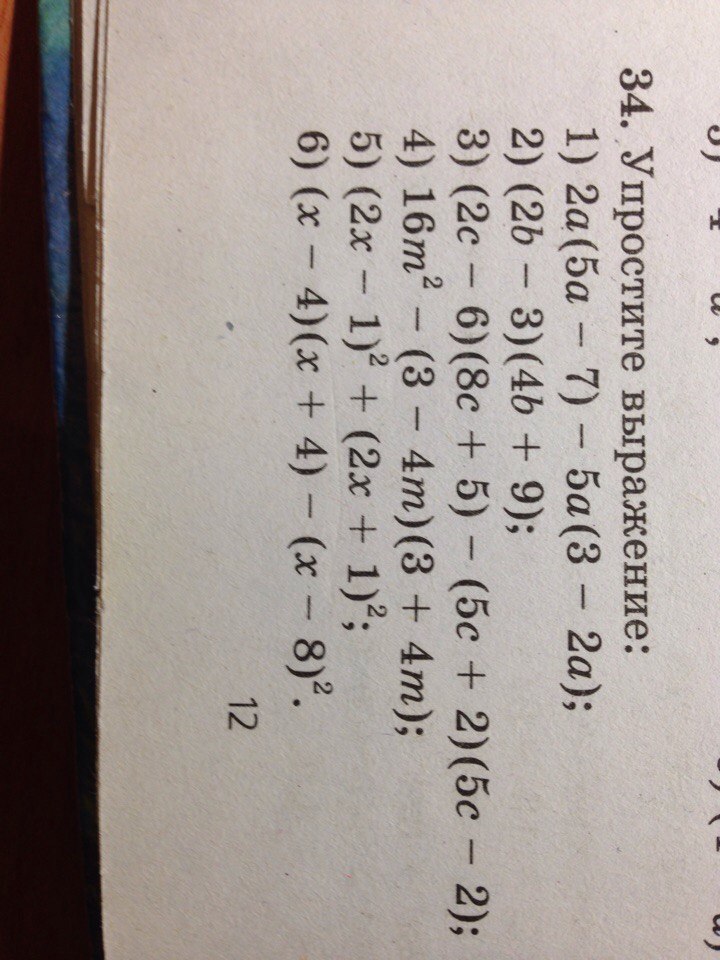 34. Упростите выражение:
1) 2a(5a − 7) − 5a(3 − 2a);
2) (2b − 3)(4b + 9);
3) (2c − 6)(8c + 5) − (5c + 2)(5c − 2);
4) 16m² − (3 − 4m)(3 + 4m);
5) (2x − 1)² + (2x + 1)²;
6) (x − 4)(x + 4) − (x − 8)².
12